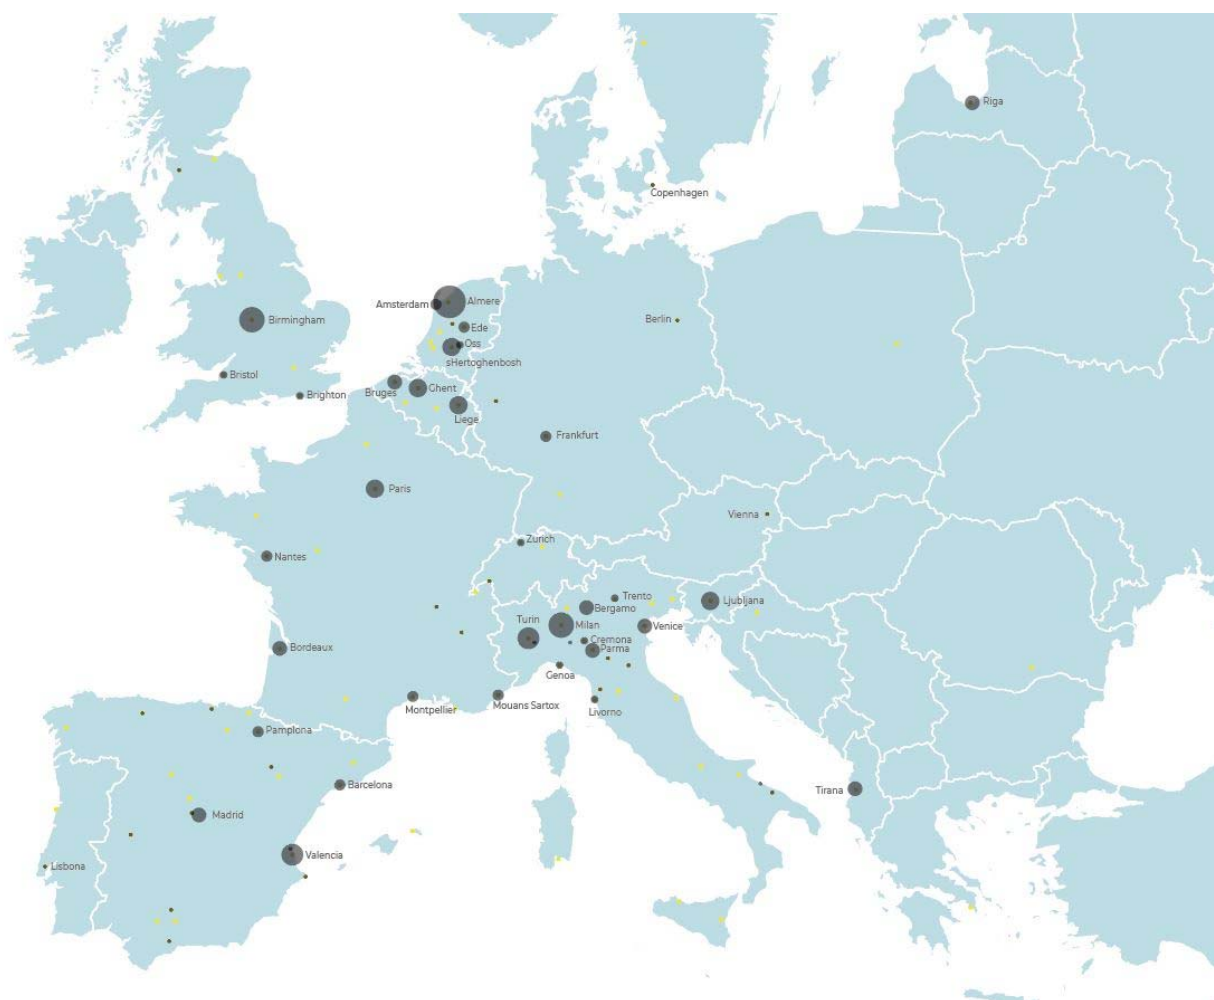 Riga
Copenhagen
Amsterdam
Almere
Birmingham
Berlin
Ede
Oss
sHertoghenbosh
Bristol
Bruges
Ghent
Brighton
Liege
Frankfurt
Paris
Vienna
Zurich
Nantes
Trento
Ljubljana
Bergamo
Turin
Milan
Venice
Cremona
Bordeaux
Parma
Genoa
Montpellier
Mouans Sartox
Livorno
Pamplona
Barcelona
Tirana
Madrid
Valencia
Lisbona